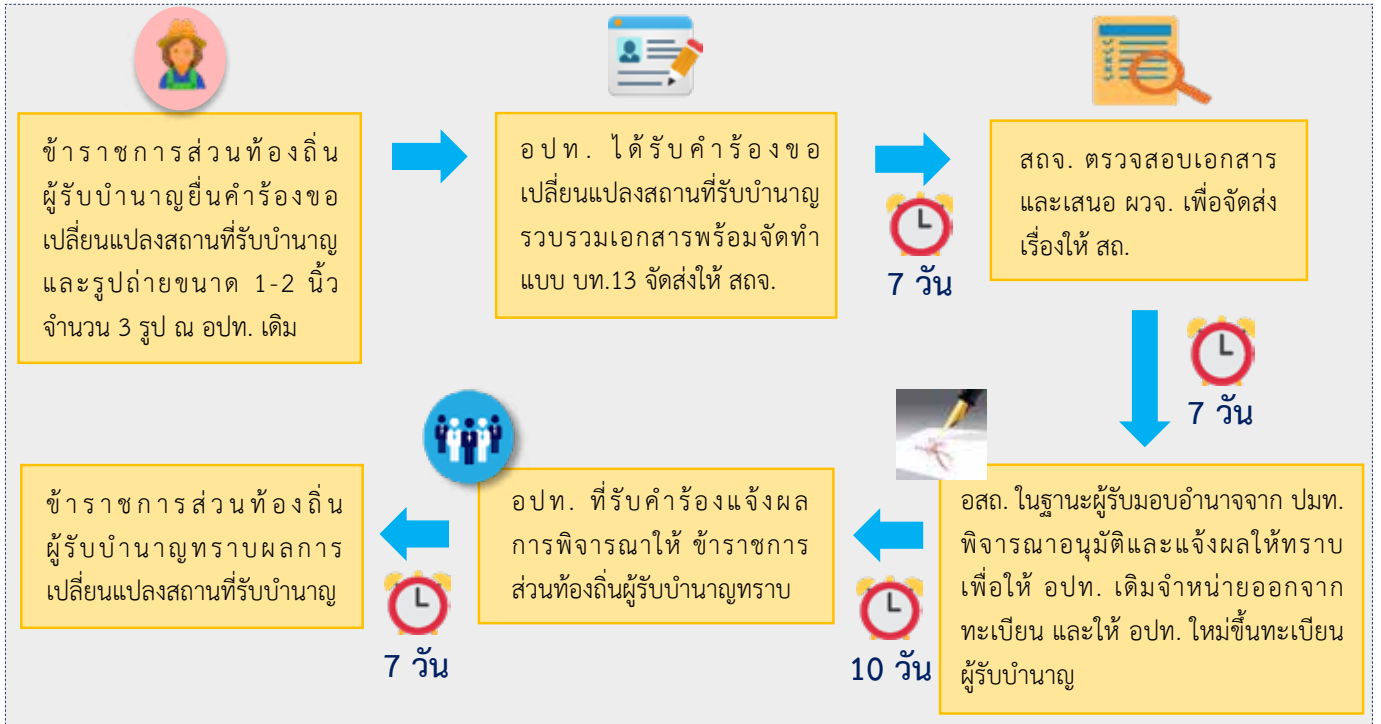 ข้าราชการส่วนท้องถิ่น
ผู้รับบำนาญยื่นคำร้องขอ
เปลี่ยนแปลงสถานที่รับบำนาญ
และรูปถ่ายขนาด 1-2 นิ้ว
จำนวน 3 รูป ณ อปท. เดิม
อปท. ได้รับคำร้องขอ
เปลี่ยนแปลงสถานที่รับบำนาญ
รวบรวมเอกสารพร้อมจัดทำ
แบบ บท.13 จัดส่งให้ สถจ.
7 วัน
สถจ. ตรวจสอบเอกสาร
และเสนอ ผวจ. เพื่อจัดส่ง
เรื่องให้ สถ.
7 วัน
อสถ. ในฐานะผู้รับมอบอำนาจจาก ปมท.
พิจารณาอนุมัติและแจ้งผลให้ทราบ
เพื่อให้ อปท. เดิมจำหน่ายออกจาก
ทะเบียน และให้ อปท. ใหม่ขึ้นทะเบียน
ผู้รับบำนาญ
10 วัน
อปท. ที่รับคำร้องแจ้งผล
การพิจารณาให้ ข้าราชการ
ส่วนท้องถิ่นผู้รับบำนาญทราบ
7 วัน
ข้าราชการส่วนท้องถิ่น
ผู้รับบำนาญทราบผลการ
เปลี่ยนแปลงสถานที่รับบำนาญ